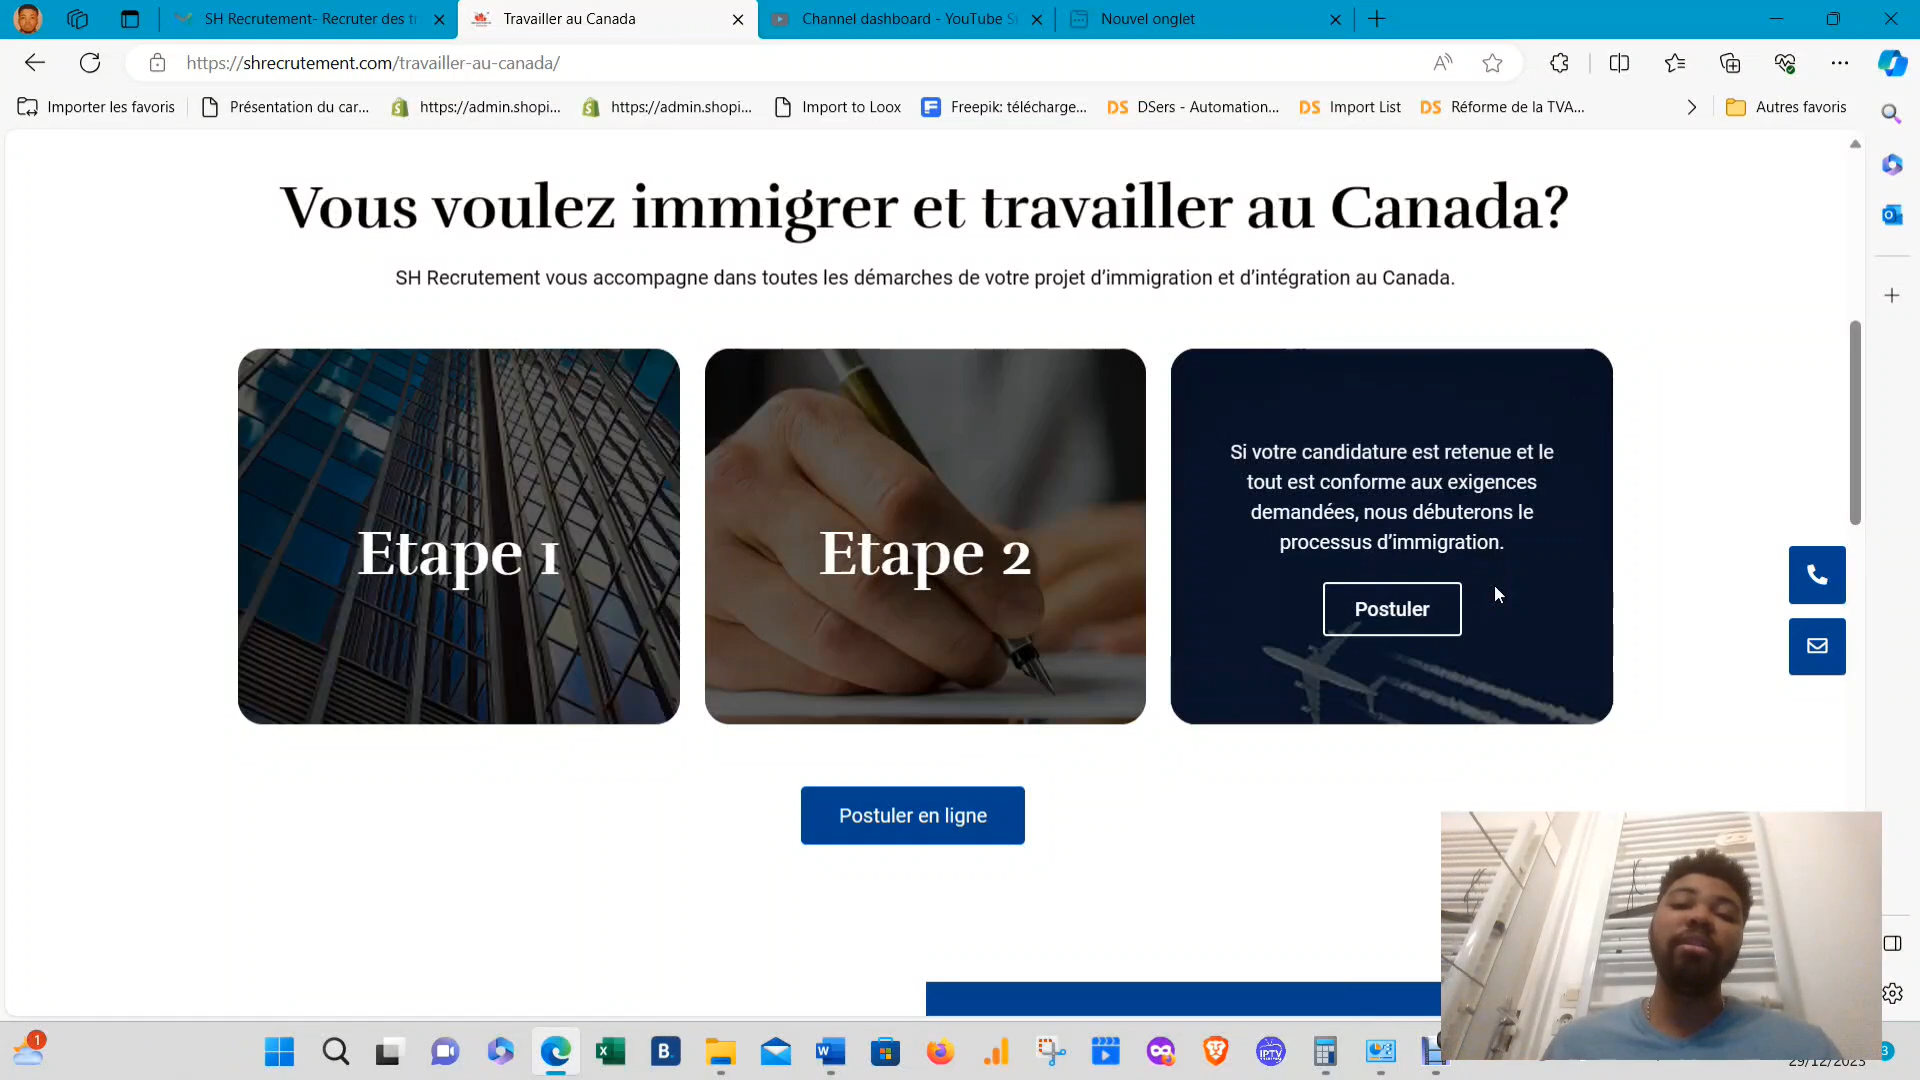 SH Recrutement- Recruter des t
Travailler au Canada
Channel dashboard - YouTube S
Nouvel onglet
https://shrecrutement.com/travailler-au-canada/
Importer les favoris
Présentation du car...
https://admin.shopi...
https://admin.shopi...
Import to Loox
Freepik: télécharge...
DSers - Automation...
Import List
Réforme de la TVA...
Autres favoris
Vous voulez immigrer et travailler au Canada?
SH Recrutement vous accompagne dans toutes les démarches de votre projet d’immigration et d’intégration au Canada.
Etape 1
Etape 2
Si votre candidature est retenue et le
tout est conforme aux exigences
demandées, nous débuterons le
processus d’immigration.
Postuler
Postuler en ligne
1
B.
IPTV
29/12/2023
3